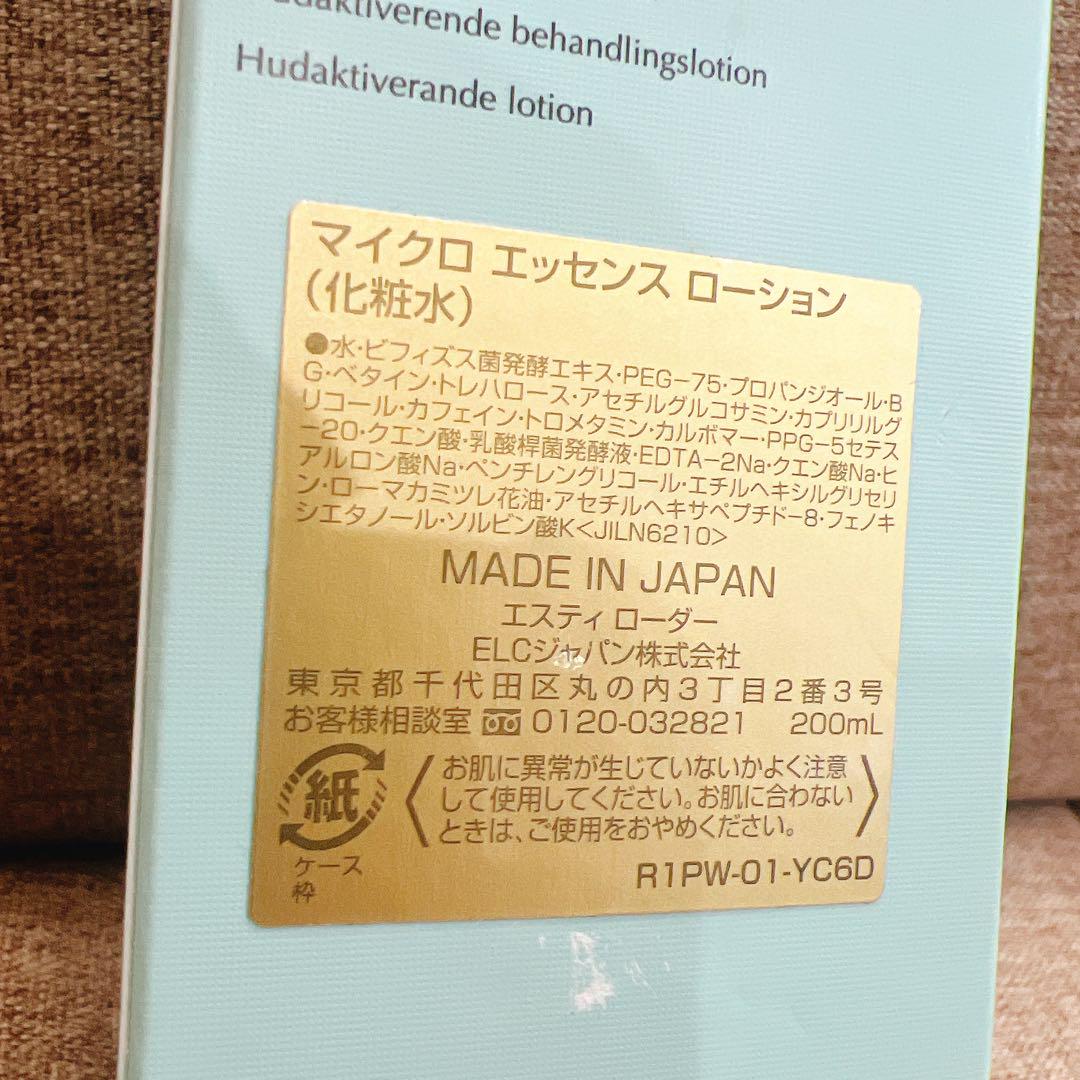 behandlingslotion
Hudaktiverande lotion
マイクロ エッセンス ローション
(化粧水)
●水・ビフィズス菌発酵エキス・PEG-75・プロパンジオール・B
G・ベタイン・トレハロース・アセチルグルコサミン・カプリリルグ
リコール・カフェイン・トロメタミン・カルボマー・PPG-5セテス
-20・クエン酸・乳酸桿菌発酵液・EDTA-2Na・クエン酸Na・ヒ
アルロン酸Na・ペンチレングリコール・エチルヘキシルグリセリ
ン・ローマカミツレ花油・アセチルヘキサペプチド-8・フェノキ
シエタノール・ソルビン酸K<JILN6210>
MADE IN JAPAN
エスティ ローダー
ELCジャパン株式会社
東京都千代田区丸の内3丁目2番3号
お客様相談室 0120-032821 200mL
紙
ケース
枠
〈お肌に異常が生じていないかよく注意
して使用してください。お肌に合わない
ときは、ご使用をおやめください。〉
R1PW-01-YC6D